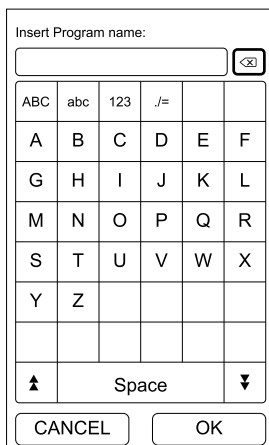 Insert Program name:
ABC abc 123 ./=
A B C D E F
G H I J K L
M N O P Q R
S T U V W X
Y Z
Space
CANCEL OK